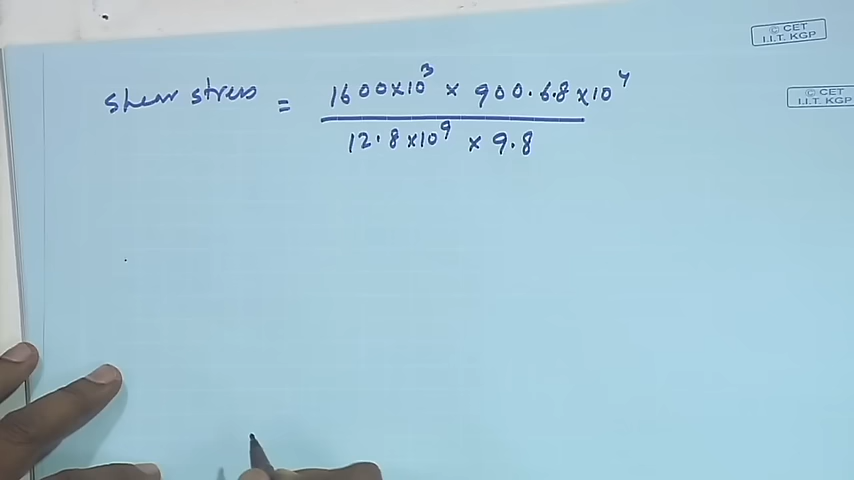 © CET
I.I.T. KGP
© CET
I.I.T. KGP
shear stress = 1600×10³ × 900.6.8×10⁴
12.8×10⁹ × 9.8